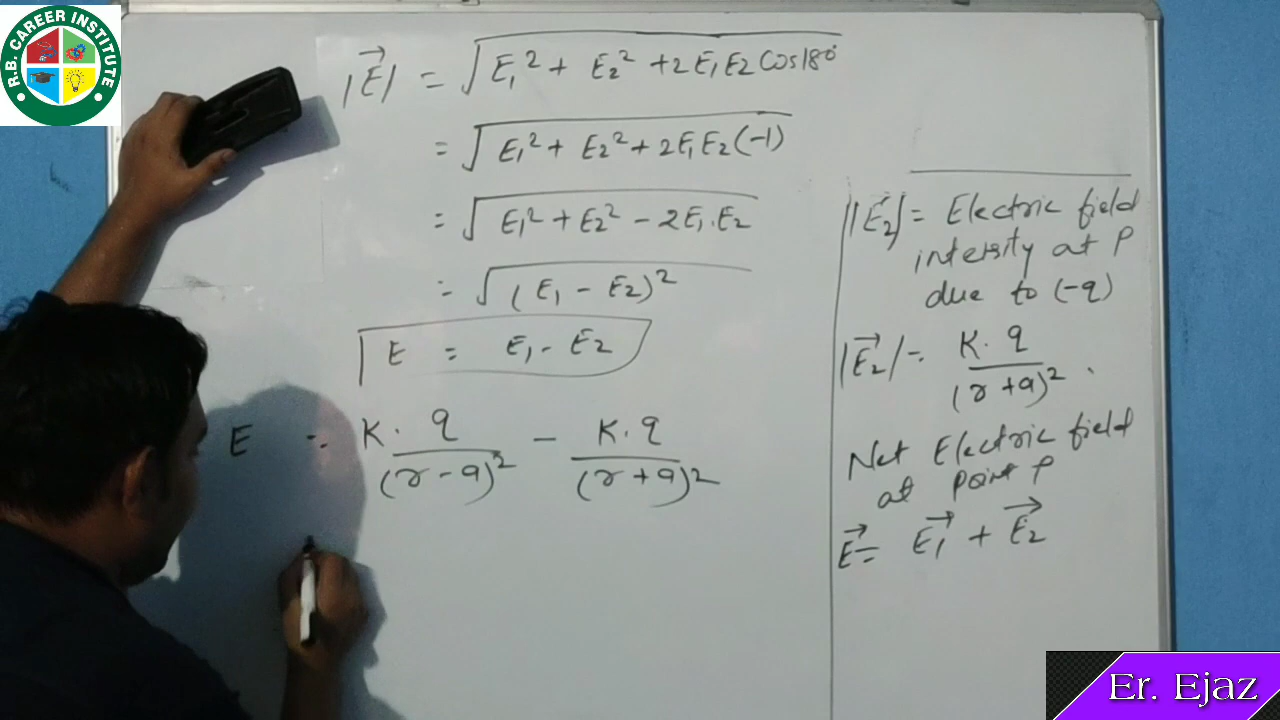 R.B. CAREER INSTITUTE
|E⃗| = √(E₁² + E₂² + 2E₁E₂ Cos180°)
= √(E₁² + E₂² + 2E₁E₂(-1))
= √(E₁² + E₂² - 2E₁.E₂)
= √((E₁ - E₂)²)
E = E₁ - E₂
E = K.q/(r-a)² - K.q/(r+a)²
|E⃗₂| = Electric field
intersity at P
due to (-q)
|E⃗₂| = K.q/(r+a)².
Net Electric field
at point P
E⃗ = E⃗₁ + E⃗₂
Er. Ejaz